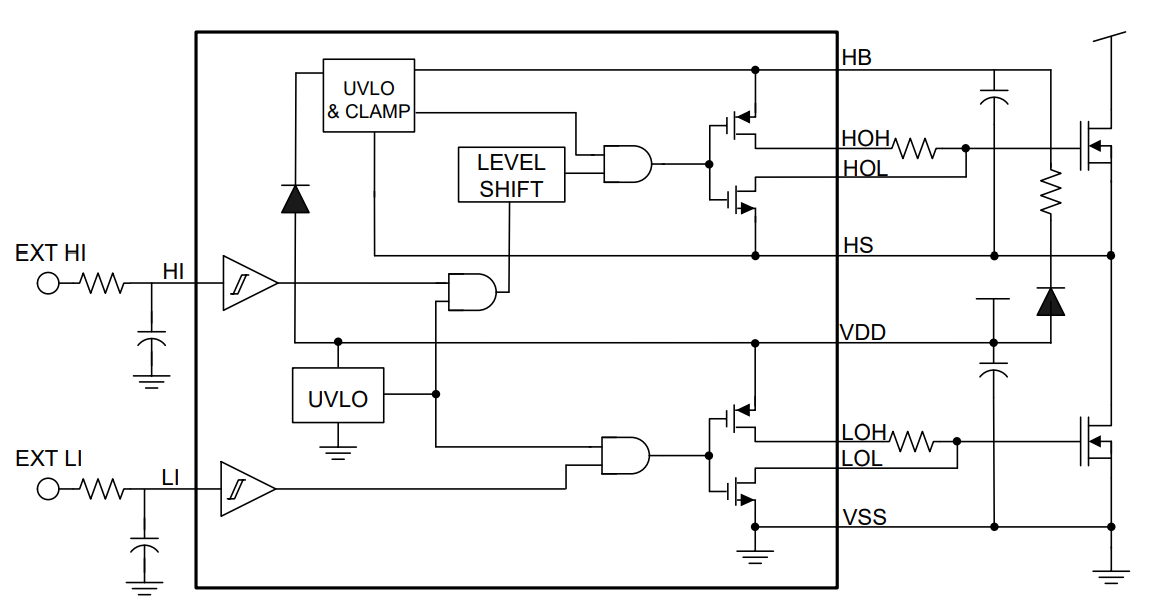 HB
UVLO
& CLAMP
HOH
LEVEL
SHIFT
HOL
EXT HI
HS
HI
VDD
UVLO
LOH
EXT LI
LOL
LI
VSS